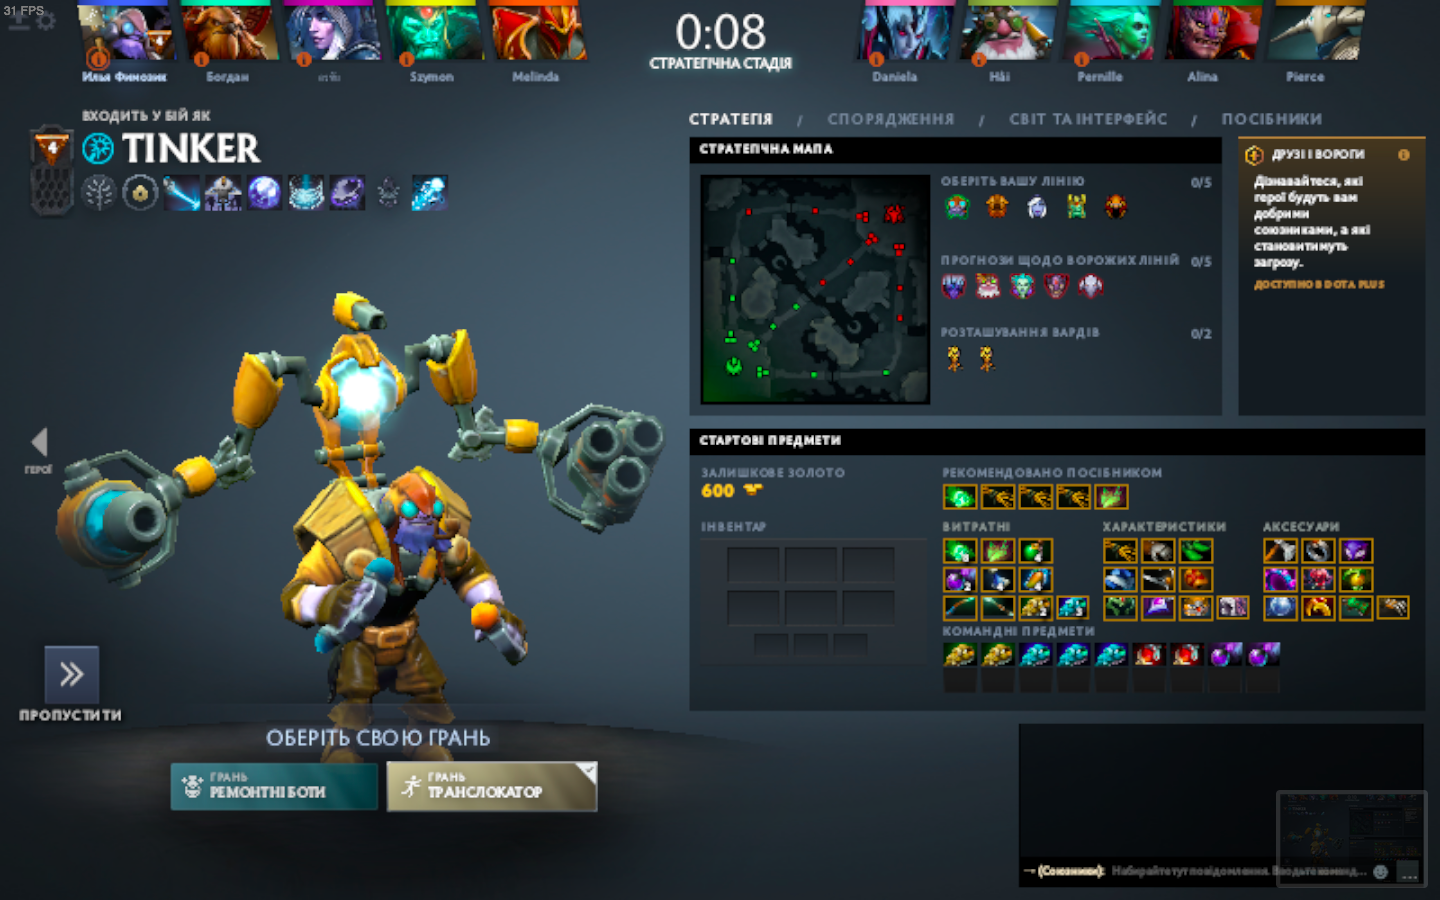 31 FPS
Илья Финозик
Богдан
Szymon
Melinda
0:08
СТРАТЕГІЧНА СТАДІЯ
Daniela
Hải
Pernille
Alina
Pierce
ВХОДИТЬ У БІЙ ЯК
4
TINKER
СТРАТЕГІЯ / СПОРЯДЖЕННЯ / СВІТ ТА ІНТЕРФЕЙС / ПОСІБНИКИ
СТРАТЕГІЧНА МАПА
ОБЕРІТЬ ВАШУ ЛІНІЮ 0/5
ПРОГНОЗИ ЩОДО ВОРОЖИХ ЛІНІЙ 0/5
РОЗТАШУВАННЯ ВАРДІВ 0/2
ДРУЗІ І ВОРОГИ
Дізнавайтеся, які
герої будуть вам
добрими
союзниками, а які
становитимуть
загрозу.
ДОСТУПНО В DOTA PLUS
ГЕРОЇ
СТАРТОВІ ПРЕДМЕТИ
ЗАЛИШКОВЕ ЗОЛОТО
600
ІНВЕНТАР
РЕКОМЕНДОВАНО ПОСІБНИКОМ
ВИТРАТНІ
ХАРАКТЕРИСТИКИ
АКСЕСУАРИ
КОМАНДНІ ПРЕДМЕТИ
ПРОПУСТИТИ
ОБЕРІТЬ СВОЮ ГРАНЬ
ГРАНЬ
РЕМОНТНІ БОТИ
ГРАНЬ
ТРАНСЛОКАТОР
(Союзники): Набирайте тут повідомлення. Вводьте команд...